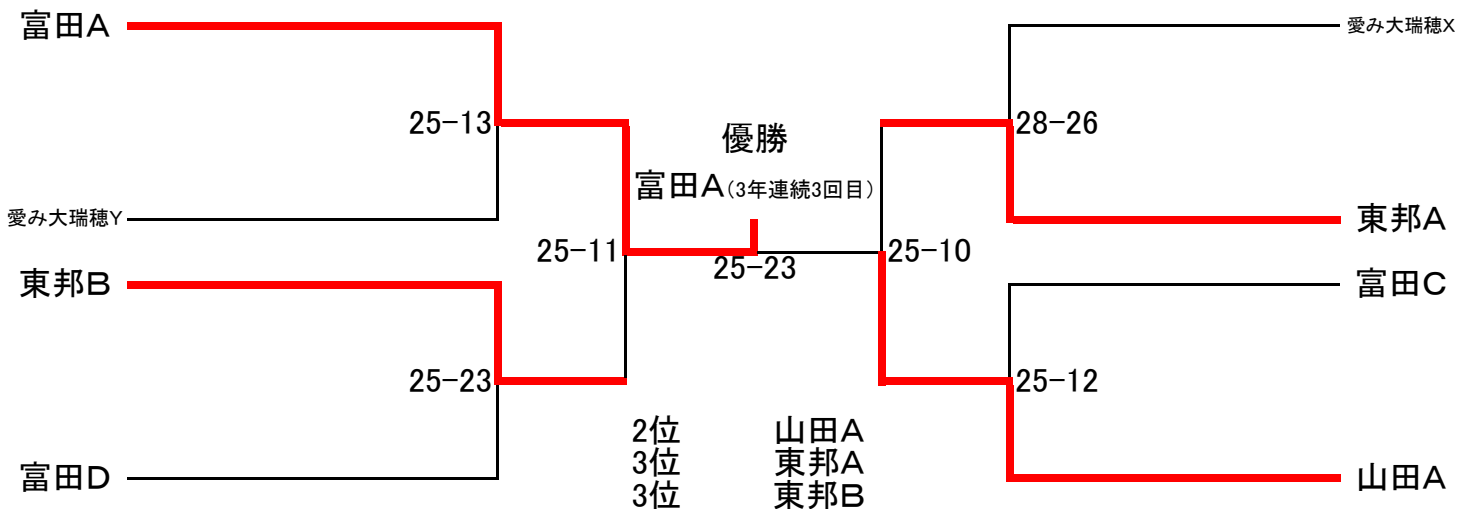 富田A
愛み大瑞穂X
25-13
28-26
優勝
富田A(3年連続3回目)
愛み大瑞穂Y
東邦A
25-11
25-23
25-10
東邦B
富田C
25-23
25-12
2位 山田A
3位 東邦A
3位 東邦B
富田D
山田A